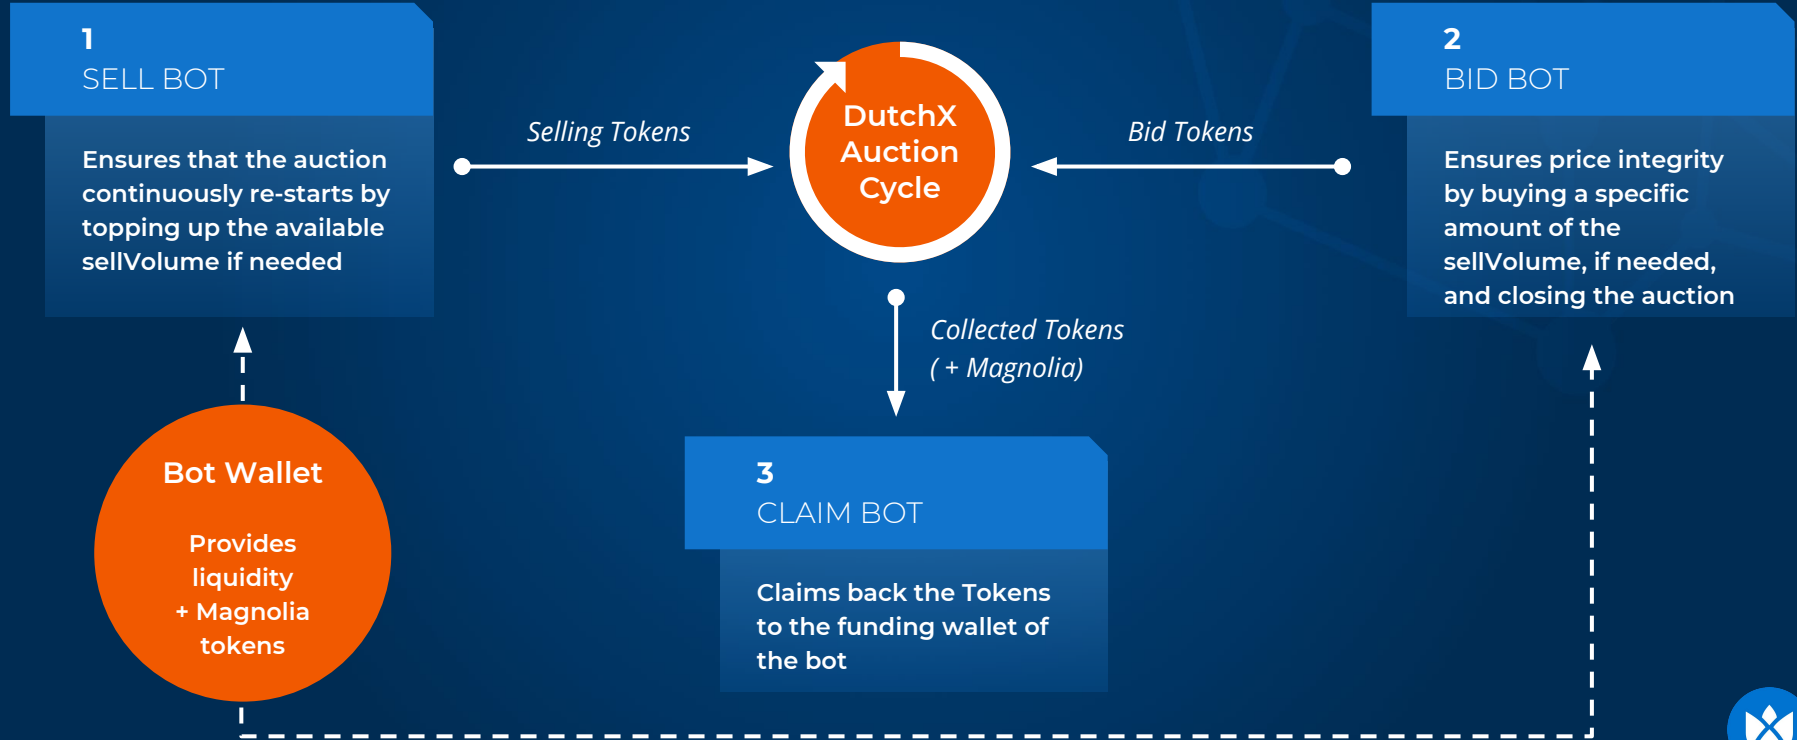 1
SELL BOT
Ensures that the auction
continuously re-starts by
topping up the available
sellVolume if needed
Selling Tokens
DutchX
Auction
Cycle
Bid Tokens
2
BID BOT
Ensures price integrity
by buying a specific
amount of the
sellVolume, if needed,
and closing the auction
Collected Tokens
( + Magnolia)
Bot Wallet
Provides
liquidity
+ Magnolia
tokens
3
CLAIM BOT
Claims back the Tokens
to the funding wallet of
the bot